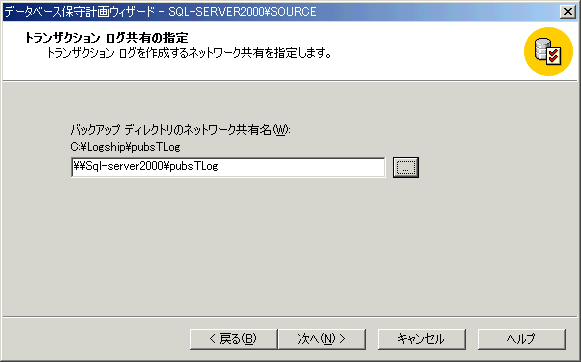 データベース保守計画ウィザード - SQL-SERVER2000¥SOURCE
トランザクション ログ共有の指定
トランザクション ログを作成するネットワーク共有を指定します。
バックアップ ディレクトリのネットワーク共有名(W):
C:¥Logship¥pubsTLog
¥¥Sql-server2000¥pubsTLog
...
< 戻る(B)
次へ(N) >
キャンセル
ヘルプ